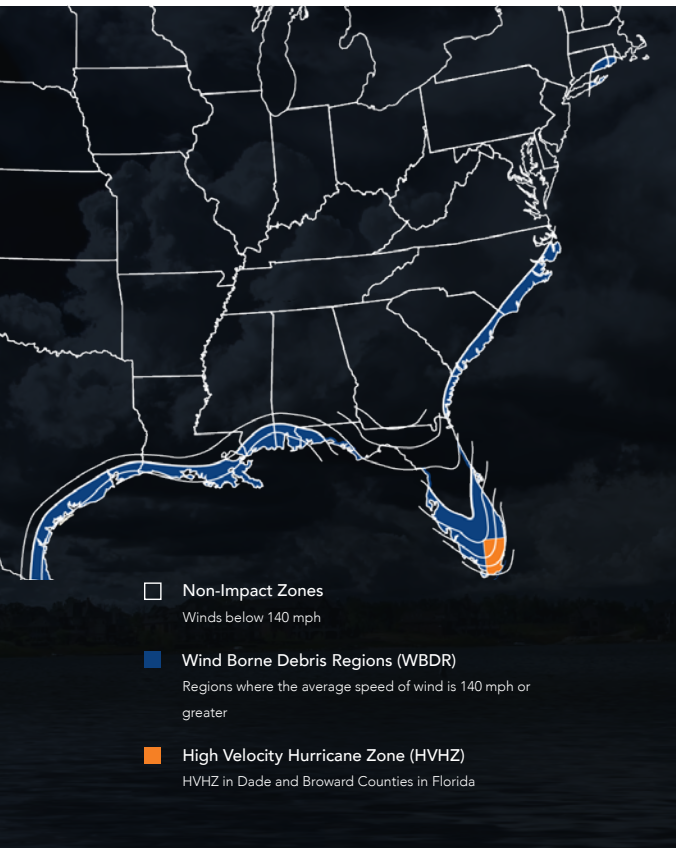 Non-Impact Zones
Winds below 140 mph
Wind Borne Debris Regions (WBDR)
Regions where the average speed of wind is 140 mph or
greater
High Velocity Hurricane Zone (HVHZ)
HVHZ in Dade and Broward Counties in Florida